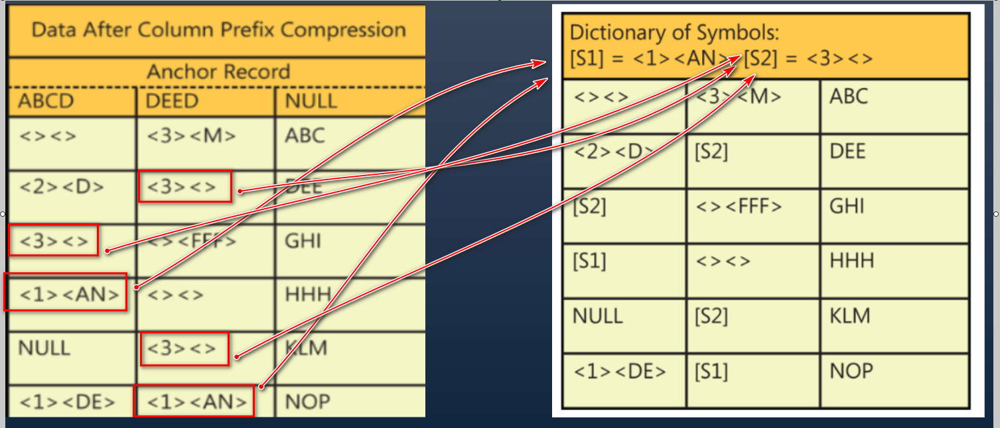 Data After Column Prefix Compression
Anchor Record
ABCD DEED NULL
<><> <3><M> ABC
<2><D> <3><> DEE
<3><> <><FFF> GHI
<1><AN> <><> HHH
NULL <3><> KLM
<1><DE> <1><AN> NOP
Dictionary of Symbols:
[S1] = <1><AN> [S2] = <3><>
<><> <3><M> ABC
<2><D> [S2] DEE
[S2] <><FFF> GHI
[S1] <><> HHH
NULL [S2] KLM
<1><DE> [S1] NOP